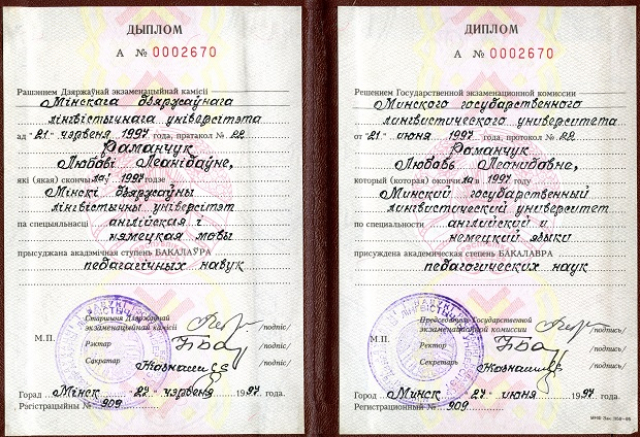 ДЫПЛОМ
А № 0002670
Рашэннем Дзяржаўнай экзаменацыйнай камісіі
Мінскага дзяржаўнага
лінгвістычнага універсітэта
ад "21" чэрвеня 1997 года, пратакол № 22
Раманчук
Любові Леанідаўне,
які (якая) скончыла ў 1997 годзе
Мінскі дзяржаўны
лінгвістычны універсітэт
па спецыяльнасці английская і
нямецкая мовы
прысуджана акадэмічная ступень БАКАЛАЎРА
педагагічных навук
Старшыня Дзяржаўнай
экзаменацыйнай камісіі /подпіс/
М.П. Рэктар /подпіс/
Сакратар /подпіс/
Горад Мінск "27" чэрвеня 1997 года.
Рэгістрацыйны № 909
ДИПЛОМ
А № 0002670
Решением Государственной экзаменационной комиссии
Минского государственного
лингвистического университета
от "21" июня 1997 года, протокол № 22
Романчук
Любовь Леонидовне,
который (которая) окончила в 1997 году
Минский государственный
лингвистический университет
по специальности английский и
немецкий языки
присуждена академическая степень БАКАЛАВРА
педагогических наук
Председатель Государственной
экзаменационной комиссии /подпись/
М.П. Ректор /подпись/
Секретарь /подпись/
Город Минск "27" июня 1997 года.
Регистрационный № 909